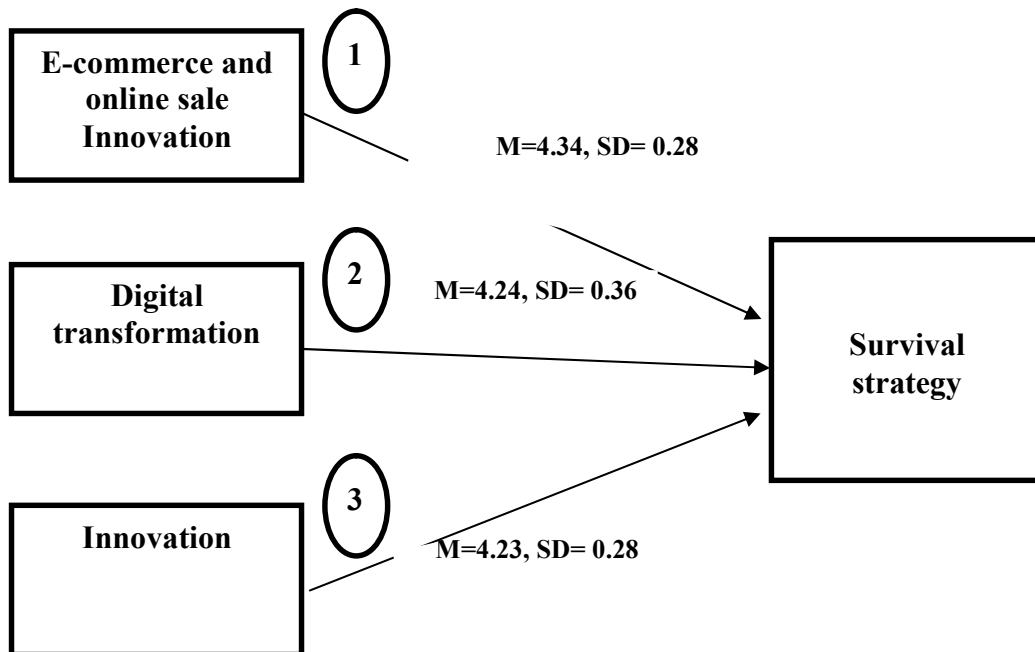 E-commerce and
online sale
Innovation
1
M=4.34, SD= 0.28
Digital
transformation
2
M=4.24, SD= 0.36
Survival
strategy
Innovation
3
M=4.23, SD= 0.28